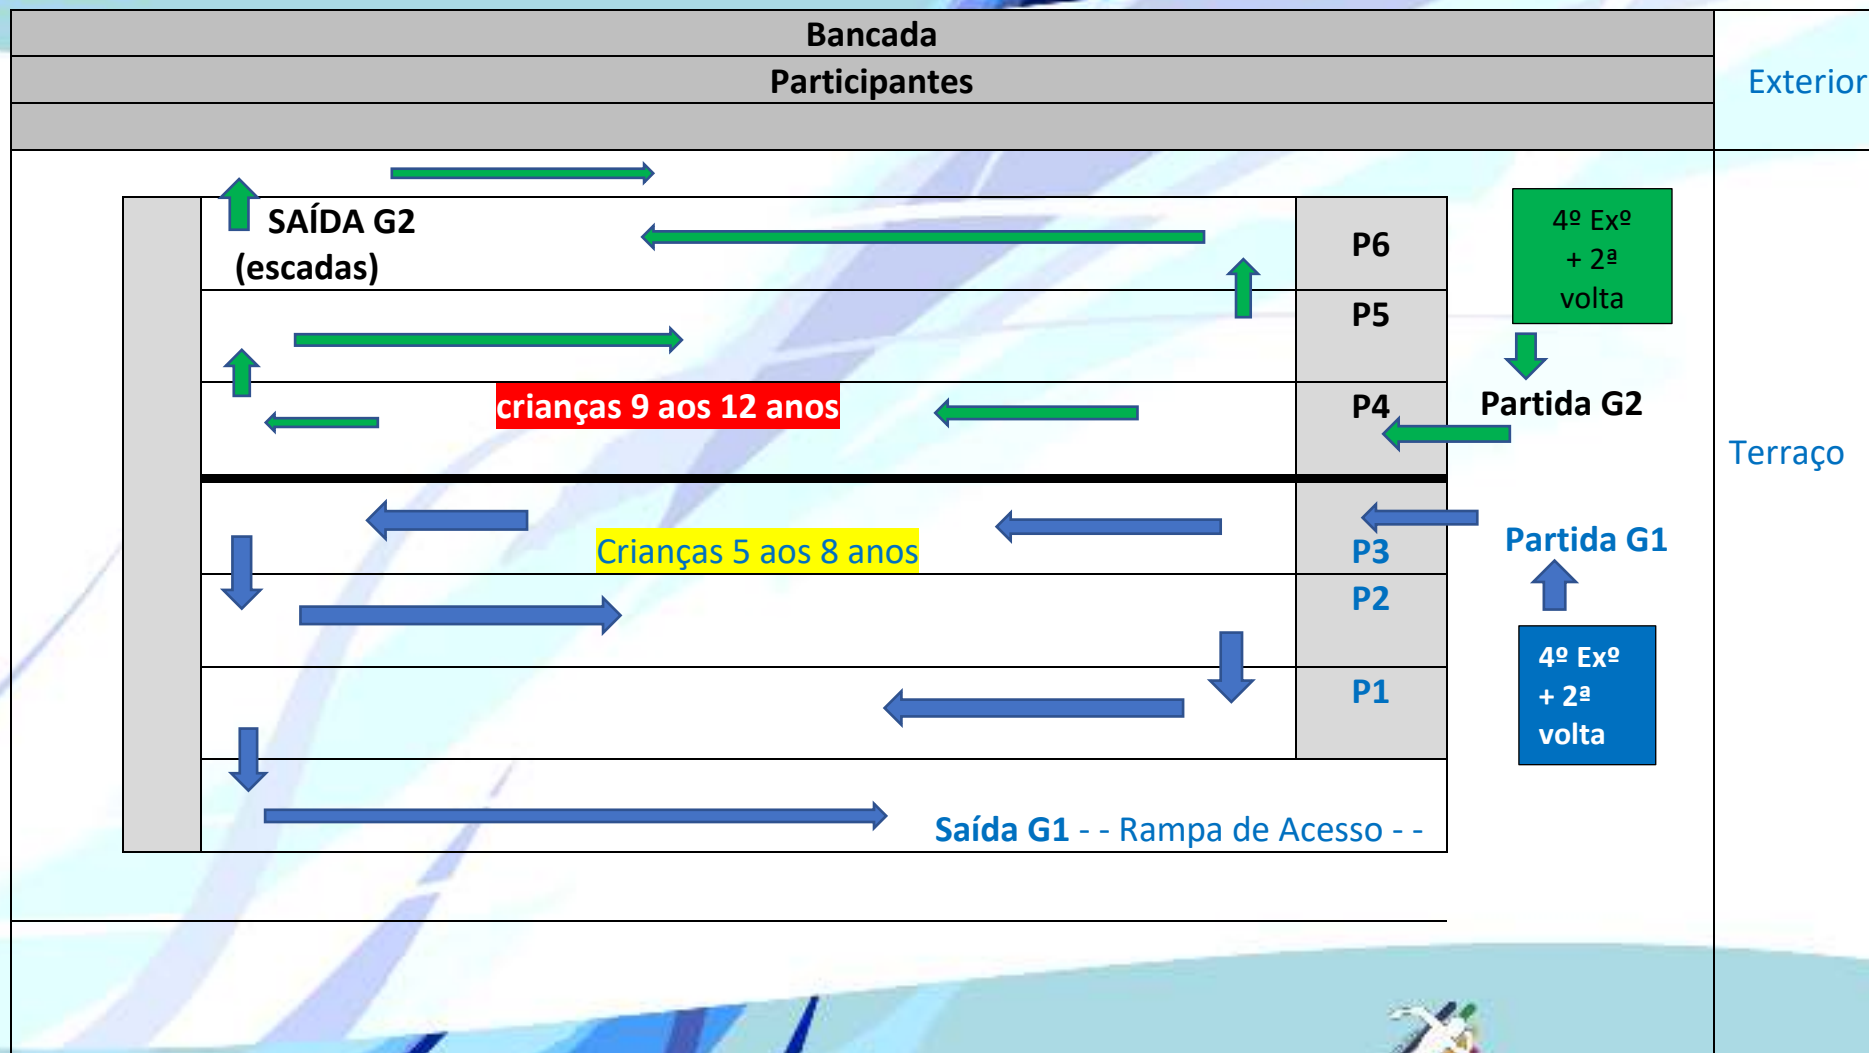 Bancada
Participantes
Exterior
SAÍDA G2
(escadas)
P6
4º Exº
+ 2ª
volta
P5
crianças 9 aos 12 anos
P4
Partida G2
Terraço
Crianças 5 aos 8 anos
P3
Partida G1
P2
4º Exº
+ 2ª
volta
P1
Saída G1 - - Rampa de Acesso - -